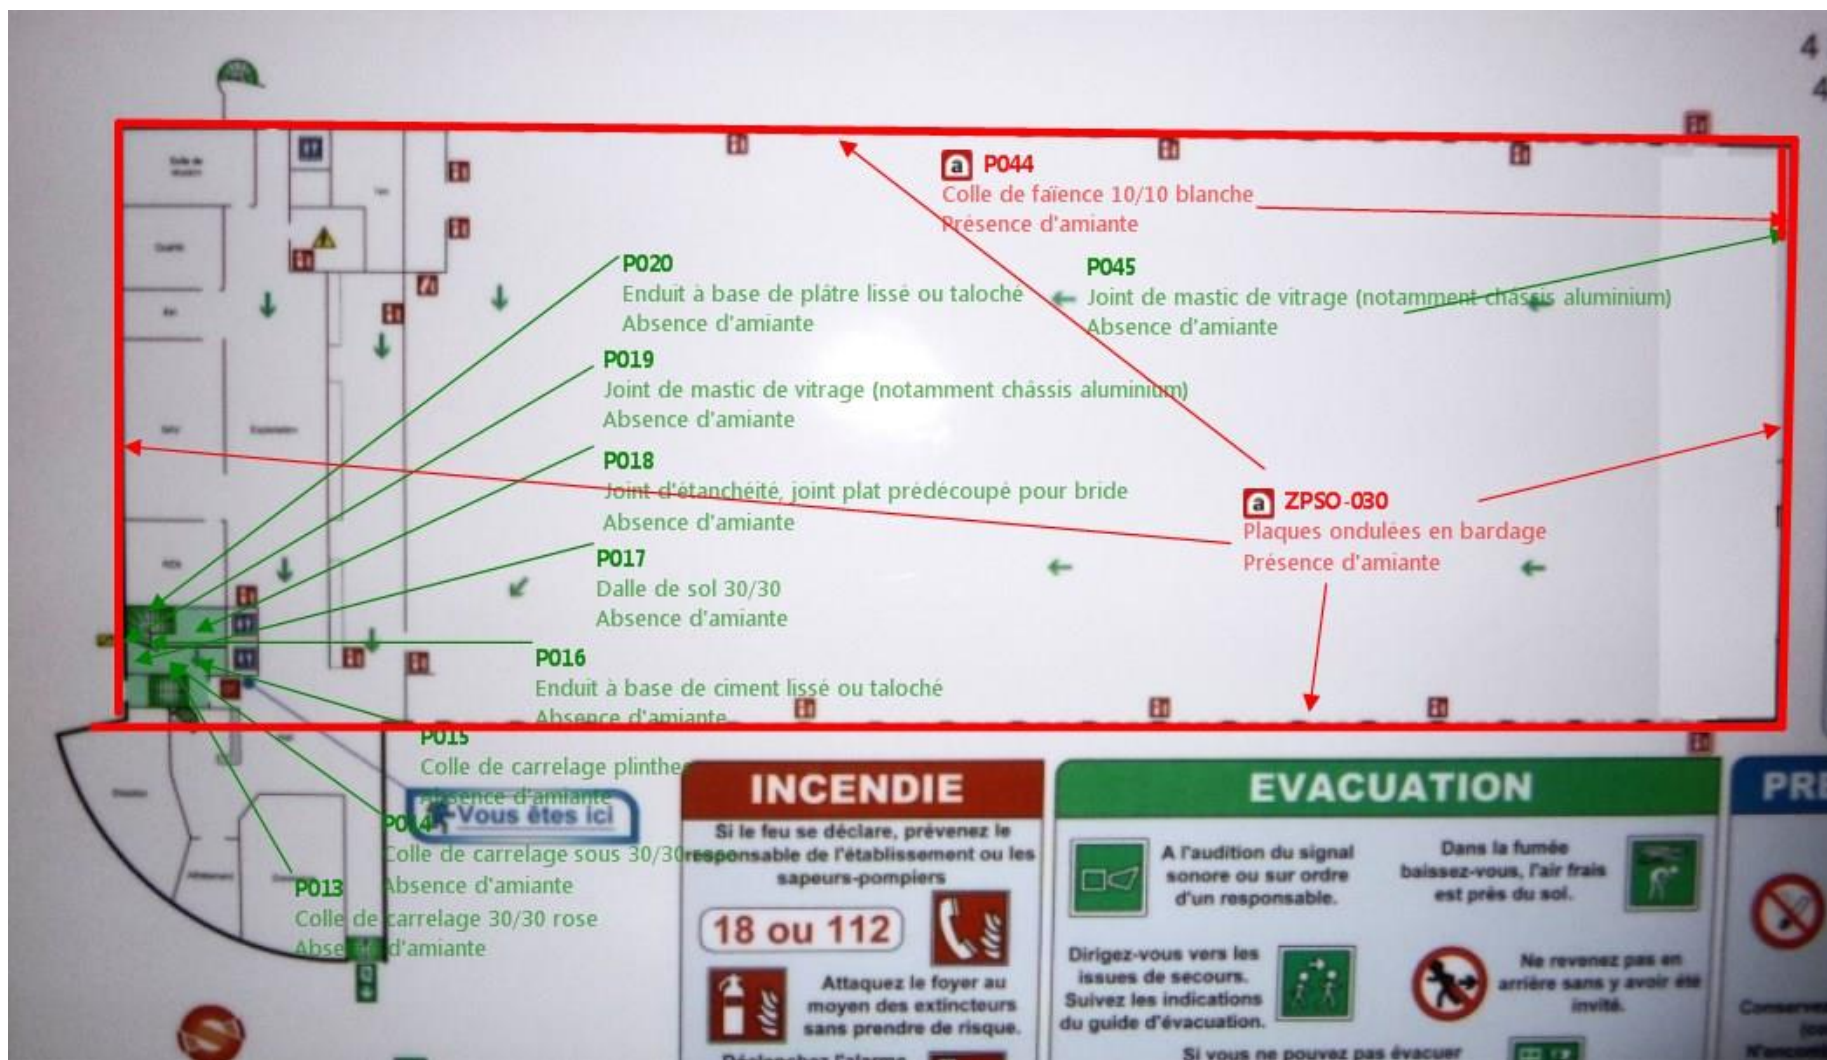 4
4
a P044
Colle de faïence 10/10 blanche
Présence d'amiante
P020
Enduit à base de plâtre lissé ou taloché
Absence d'amiante
P045
Joint de mastic de vitrage (notamment châssis aluminium)
Absence d'amiante
P019
Joint de mastic de vitrage (notamment châssis aluminium)
Absence d'amiante
P018
Joint d'étanchéité, joint plat prédécoupé pour bride
Absence d'amiante
a ZPSO-030
Plaques ondulées en bardage
Présence d'amiante
P017
Dalle de sol 30/30
Absence d'amiante
P016
Enduit à base de ciment lissé ou taloché
Absence d'amiante
P015
Colle de carrelage plinthe
Absence d'amiante
Vous êtes ici
P014
Colle de carrelage sous 30/30 rose
Absence d'amiante
P013
Colle de carrelage 30/30 rose
Absence d'amiante
INCENDIE
Si le feu se déclare, prévenez le
responsable de l'établissement ou les
sapeurs-pompiers
18 ou 112
Attaquez le foyer au
moyen des extincteurs
sans prendre de risque.
Déclenchez l'alarme
EVACUATION
A l'audition du signal
sonore ou sur ordre
d'un responsable.
Dans la fumée
baissez-vous, l'air frais
est près du sol.
Dirigez-vous vers les
issues de secours.
Suivez les indications
du guide d'évacuation.
Ne revenez pas en
arrière sans y avoir été
invité.
Si vous ne pouvez pas évacuer
PRE